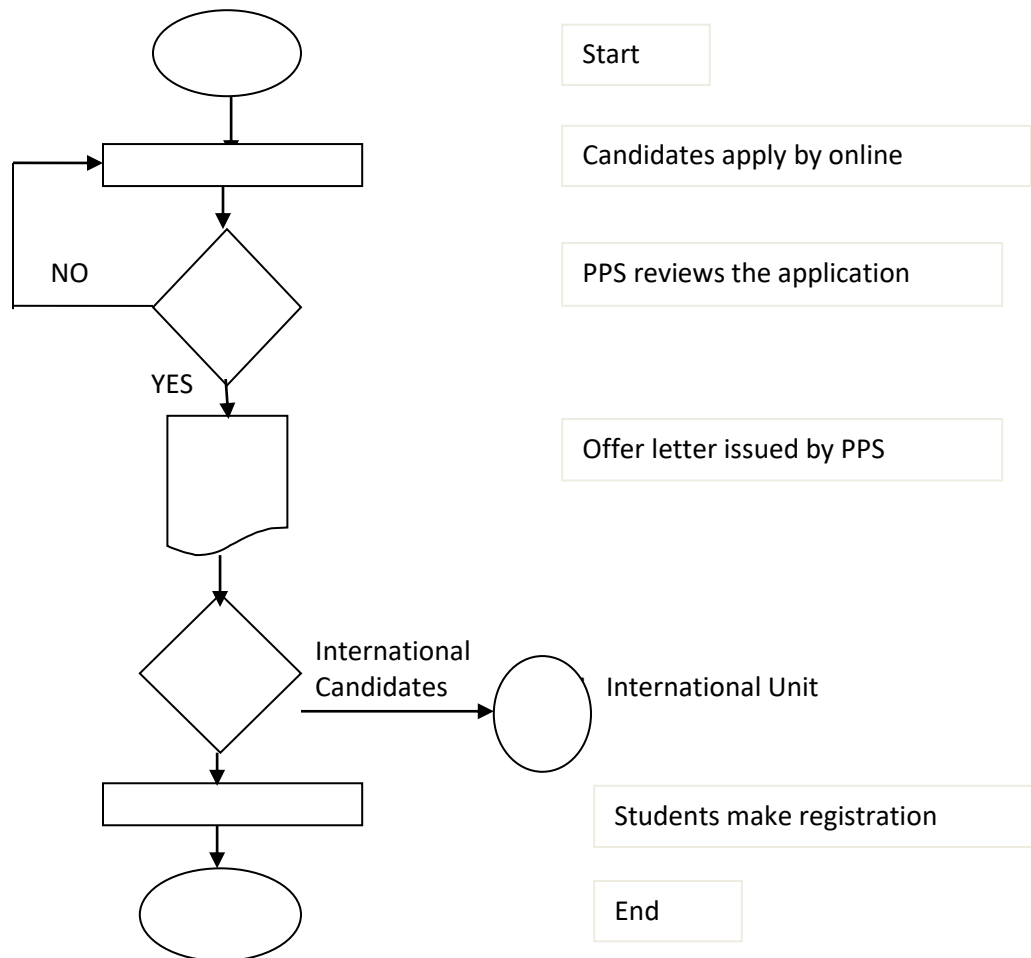 Start
Candidates apply by online
PPS reviews the application
NO
YES
Offer letter issued by PPS
International
Candidates
International Unit
Students make registration
End